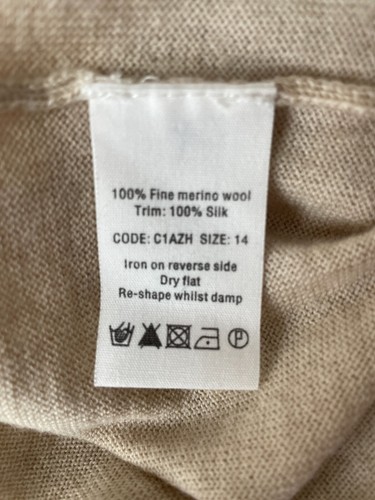 100% Fine merino wool
Trim: 100% Silk
CODE: C1AZH SIZE: 14
Iron on reverse side
Dry flat
Re-shape whilst damp
P